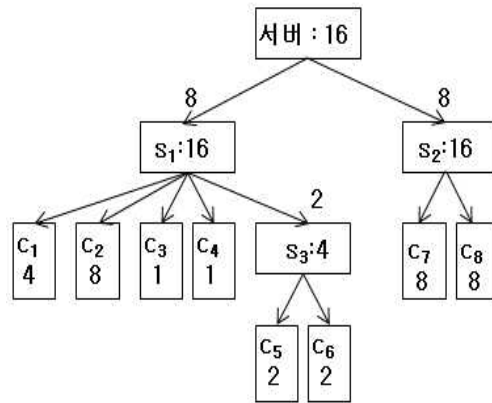 서버 : 16
8 8
S₁:16 S₂:16
2
C₁ C₂ C₃ C₄ S₃:4 C₇ C₈
4 8 1 1 8 8
C₅ C₆
2 2